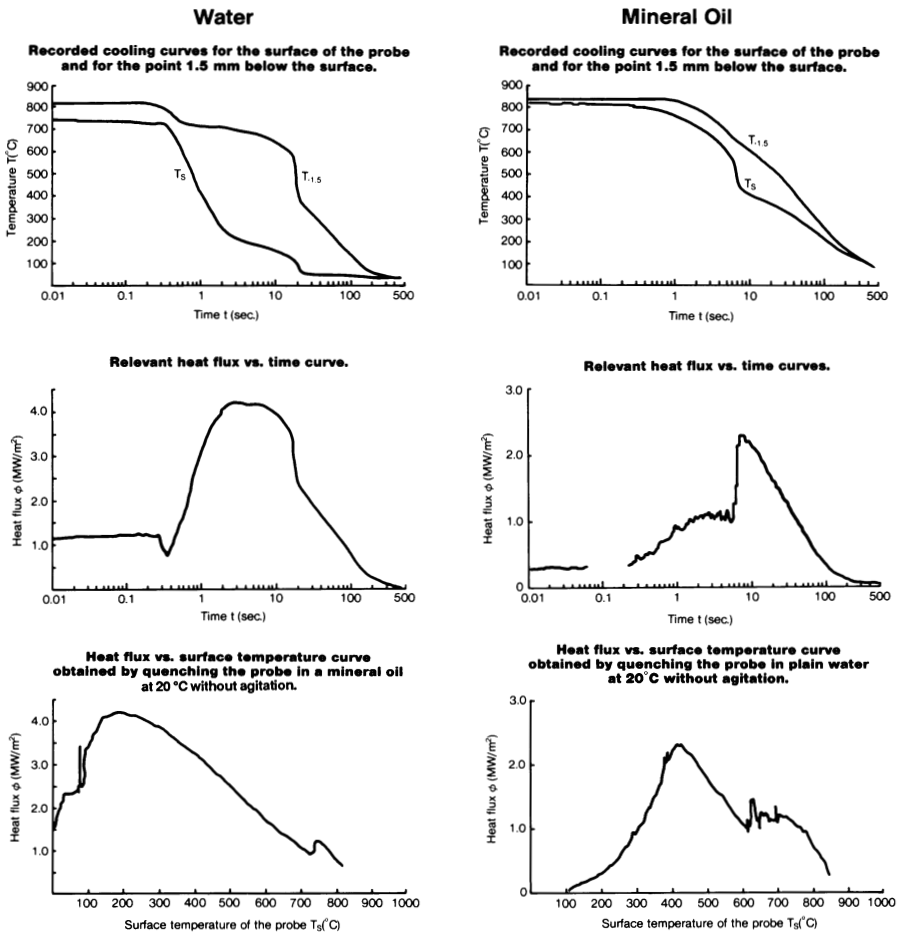 Water
Recorded cooling curves for the surface of the probe
and for the point 1.5 mm below the surface.
900
800
700
600
500
400
300
200
100
Temperature T(°C)
Ts
T-1.5
0.01 0.1 1 10 100 500
Time t (sec.)
Relevant heat flux vs. time curve.
4.0
3.0
2.0
1.0
Heat flux φ (MW/m²)
0.01 0.1 1 10 100 500
Time t (sec.)
Heat flux vs. surface temperature curve
obtained by quenching the probe in a mineral oil
at 20 °C without agitation.
4.0
3.0
2.0
1.0
Heat flux φ (MW/m²)
100 200 300 400 500 600 700 800 900 1000
Surface temperature of the probe Ts(°C)
Mineral Oil
Recorded cooling curves for the surface of the probe
and for the point 1.5 mm below the surface.
900
800
700
600
500
400
300
200
100
Temperature T(°C)
T-1.5
Ts
0.01 0.1 1 10 100 500
Time t (sec.)
Relevant heat flux vs. time curves.
3.0
2.0
1.0
0
Heat flux φ (MW/m²)
0.01 0.1 1 10 100 500
Time t (sec.)
Heat flux vs. surface temperature curve
obtained by quenching the probe in plain water
at 20°C without agitation.
3.0
2.0
1.0
0
Heat flux φ (MW/m²)
100 200 300 400 500 600 700 800 900 1000
Surface temperature of the probe Ts(°C)